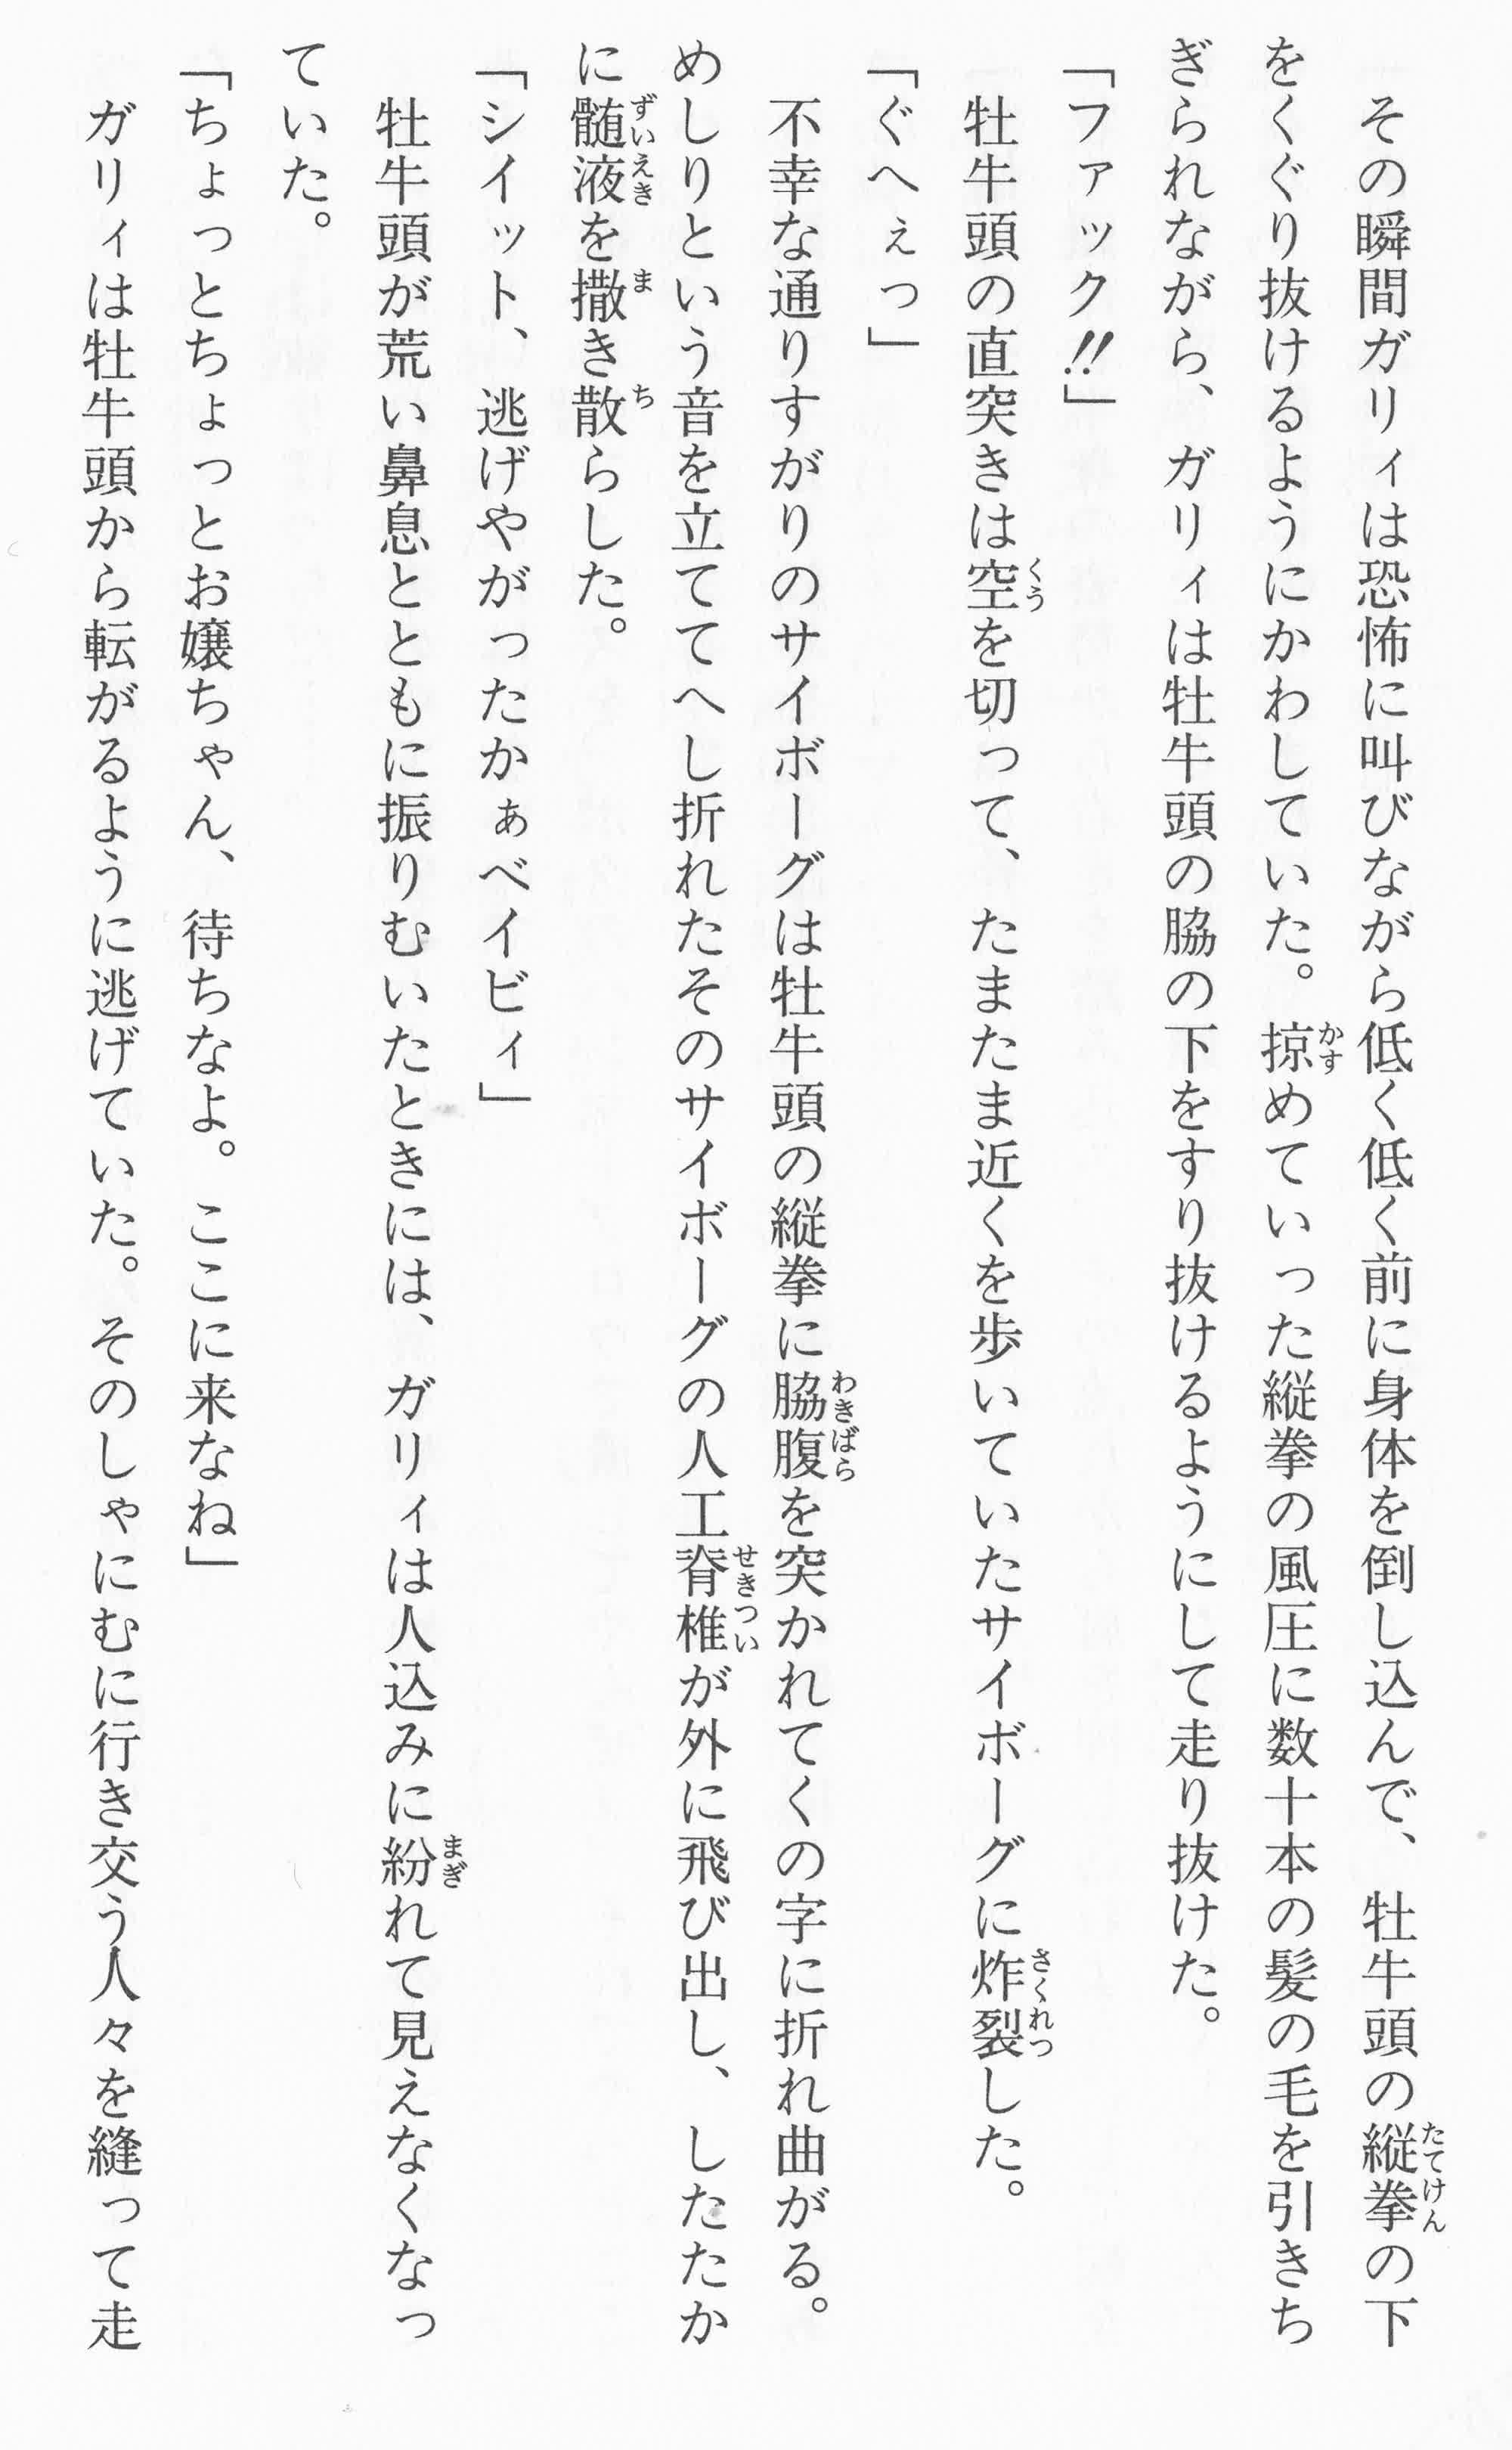 その瞬間ガリィは恐怖に叫びながら低く低く前に身体を倒し込んで、牡牛頭の縦拳の下
をくぐり抜けるようにかわしていた。掠めていった縦拳の風圧に数十本の髪の毛を引きち
ぎられながら、ガリィは牡牛頭の脇の下をすり抜けるようにして走り抜けた。
「ファック!!」
　牡牛頭の直突きは空を切って、たまたま近くを歩いていたサイボーグに炸裂した。
「ぐへぇっ」
　不幸な通りすがりのサイボーグは牡牛頭の縦拳に脇腹を突かれてくの字に折れ曲がる。
めしりという音を立ててへし折れたそのサイボーグの人工脊椎が外に飛び出し、したたか
に髄液を撒き散らした。
「シイット、逃げやがったかぁベイビィ」
　牡牛頭が荒い鼻息とともに振りむいたときには、ガリィは人込みに紛れて見えなくなっ
ていた。
「ちょっとちょっとお嬢ちゃん、待ちなよ。ここに来なね」
　ガリィは牡牛頭から転がるように逃げていた。そのしゃにむに行き交う人々を縫って走